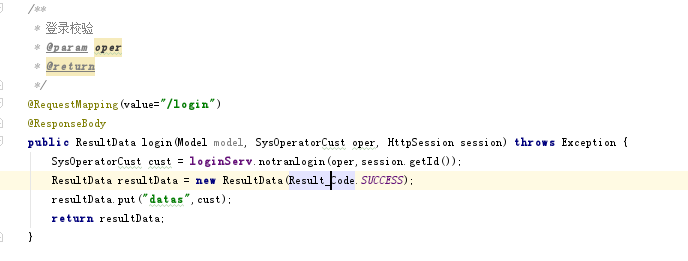 /**
* 登录校验
* @param oper
* @return
*/
@RequestMapping(value="/login")
@ResponseBody
public ResultData login(Model model, SysOperatorCust oper, HttpSession session) throws Exception {
SysOperatorCust cust = loginServ.notranlogin(oper,session.getId());
ResultData resultData = new ResultData(Result_Code.SUCCESS);
resultData.put("datas",cust);
return resultData;
}